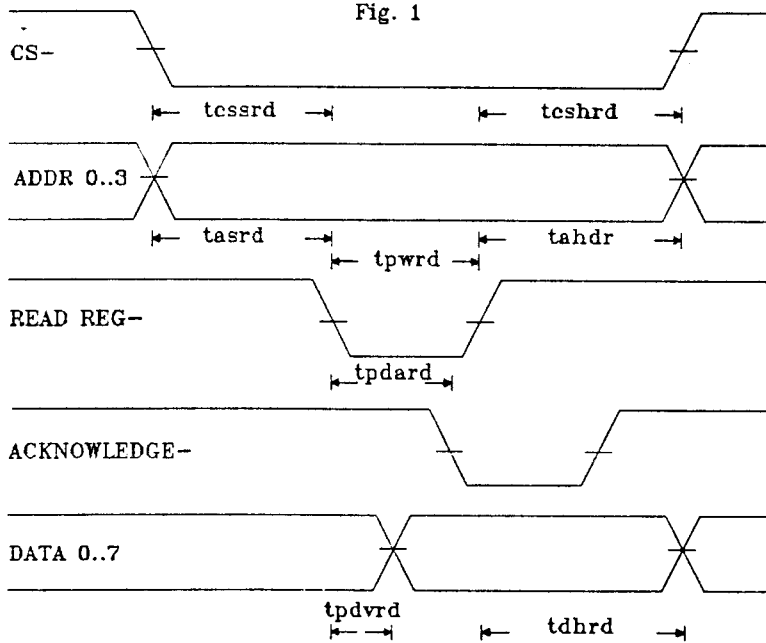 Fig. 1
CS-
tcssrd tcshrd
ADDR 0..3
tasrd tahdr
tpwrd
READ REG-
tpdard
ACKNOWLEDGE-
DATA 0..7
tpdvrd
tdhrd